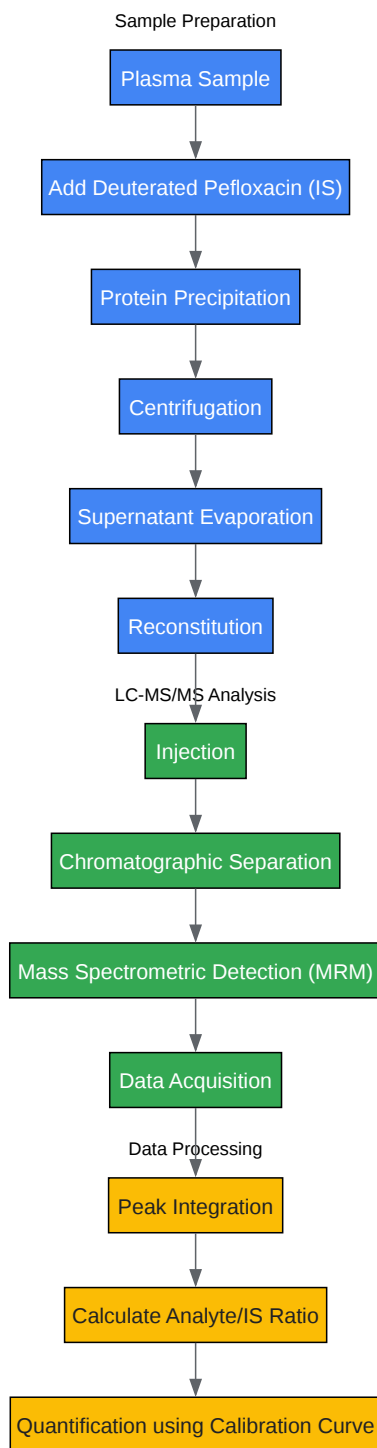 Sample Preparation
Plasma Sample
Add Deuterated Pefloxacin (IS)
Protein Precipitation
Centrifugation
Supernatant Evaporation
Reconstitution
LC-MS/MS Analysis
Injection
Chromatographic Separation
Mass Spectrometric Detection (MRM)
Data Acquisition
Data Processing
Peak Integration
Calculate Analyte/IS Ratio
Quantification using Calibration Curve